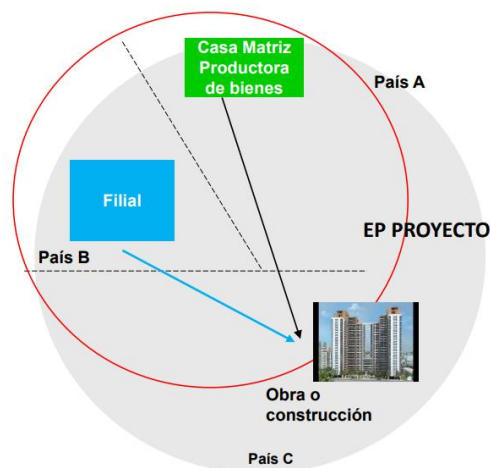 Casa Matriz
Productora
de bienes
País A
Filial
EP PROYECTO
País B
Obra o
construcción
País C